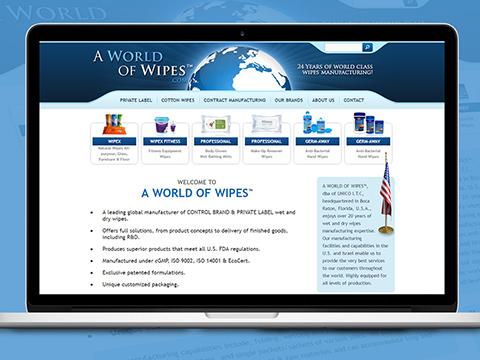 A WORLD
OF WIPES™
.COM
24 YEARS OF WORLD CLASS
WIPES MANUFACTURING!
PRIVATE LABEL COTTON WIPES CONTRACT MANUFACTURING OUR BRANDS ABOUT US CONTACT
WIPEX WIPEX FITNESS PROFESSIONAL PROFESSIONAL GERM-AWAY GERM-AWAY
Natural Wipes All- Fitness Equipment Body Gloves Make-Up Remover Anti-Bacterial Anti-Bacterial
purpose, Glass, Wipes Wet Bathing Mitts Wipes Hand Wipes Hand Wipes
Furniture & Floor
WELCOME TO
A WORLD OF WIPES™
• A leading global manufacturer of CONTROL BRAND & PRIVATE LABEL wet and
dry wipes.
• Offers full solutions, from product concepts to delivery of finished goods,
including R&D.
• Produces superior products that meet all U.S. FDA regulations.
• Manufactured under cGMP, ISO 9002, ISO 14001 & EcoCert.
• Exclusive patented formulations.
• Unique customized packaging.
A WORLD OF WIPES™,
dba of UNICO I.T.C,
headquartered in Boca
Raton, Florida, U.S.A.,
enjoys over 20 years of
wet and dry wipes
manufacturing expertise.
Our manufacturing
facilities and capabilities in the
U.S. and Israel enable us to
provide the very best services
to our customers throughout
the world. Highly equipped for
all levels of production.